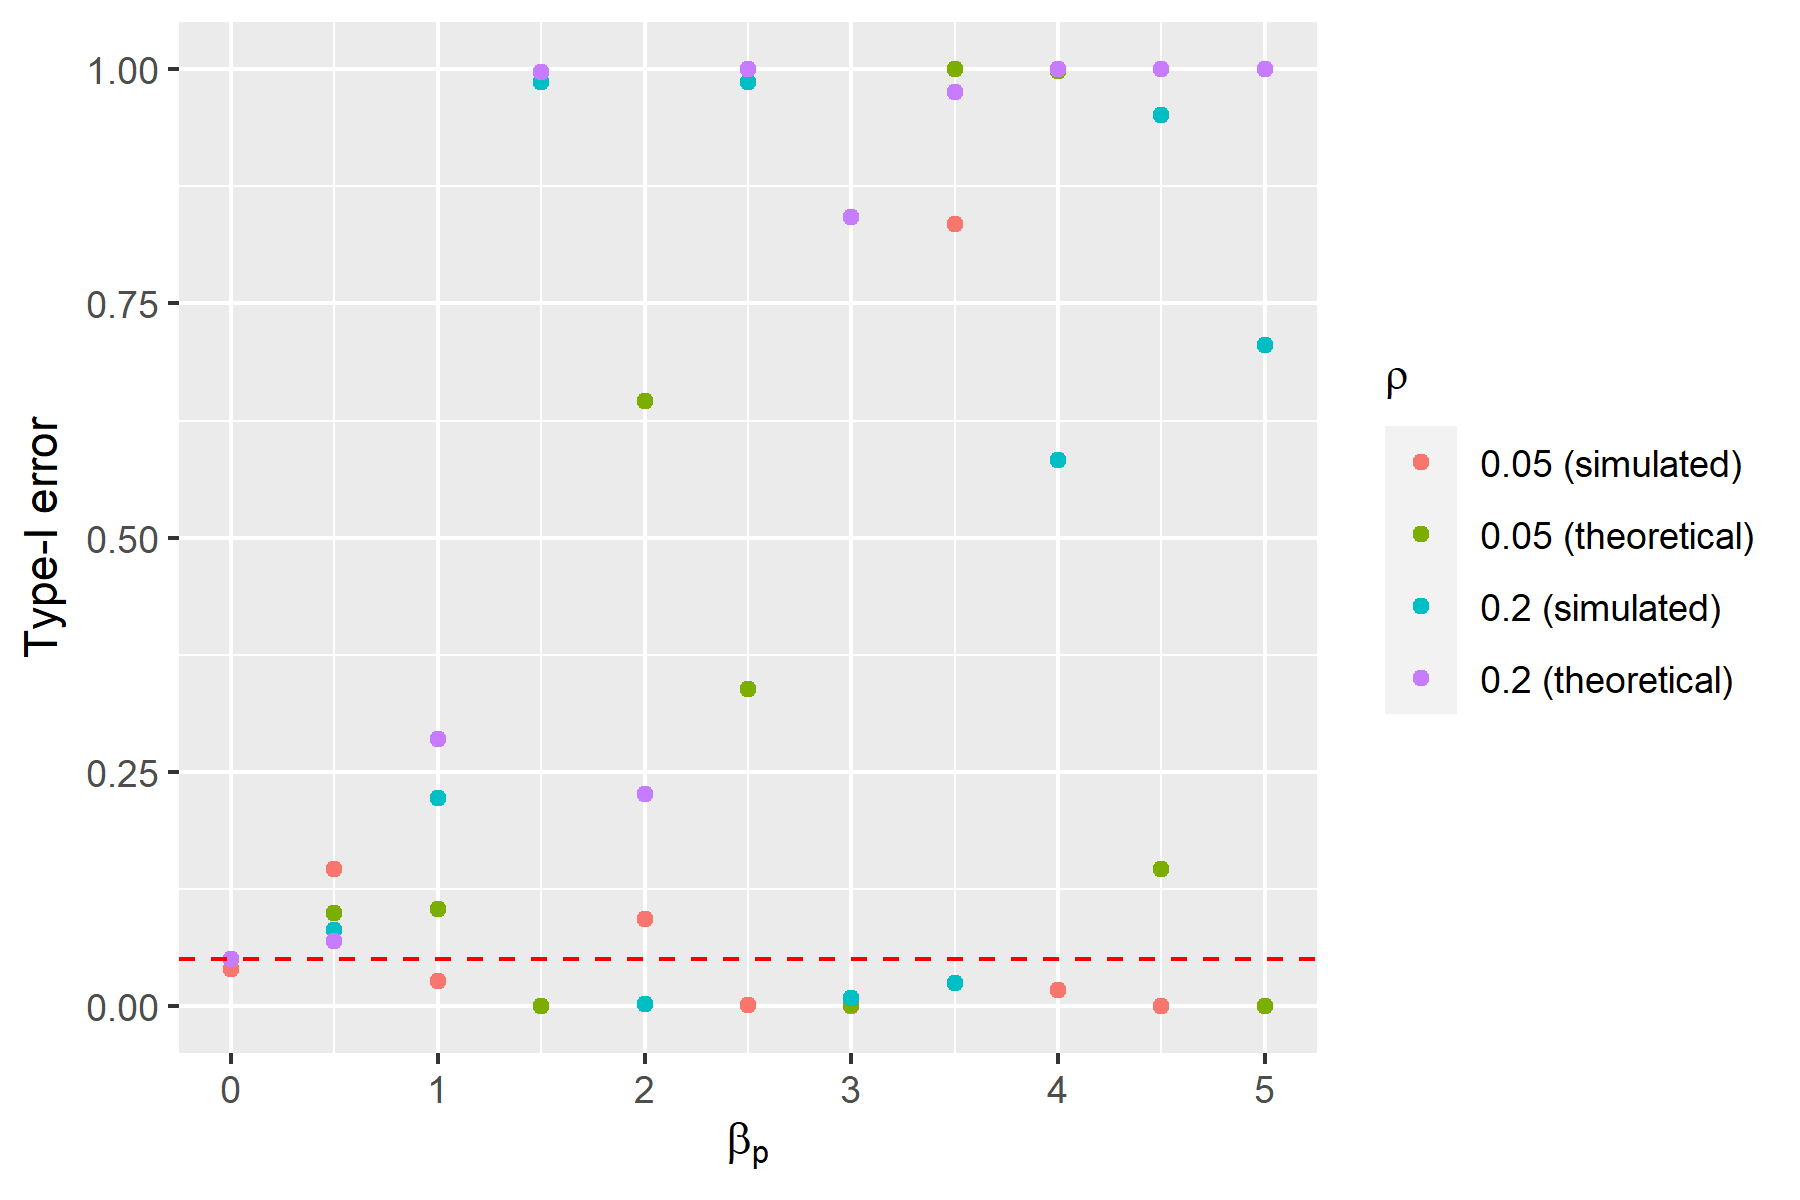 1.00
0.75
0.50
0.25
0.00
Type-I error
0 1 2 3 4 5
βp
ρ
0.05 (simulated)
0.05 (theoretical)
0.2 (simulated)
0.2 (theoretical)